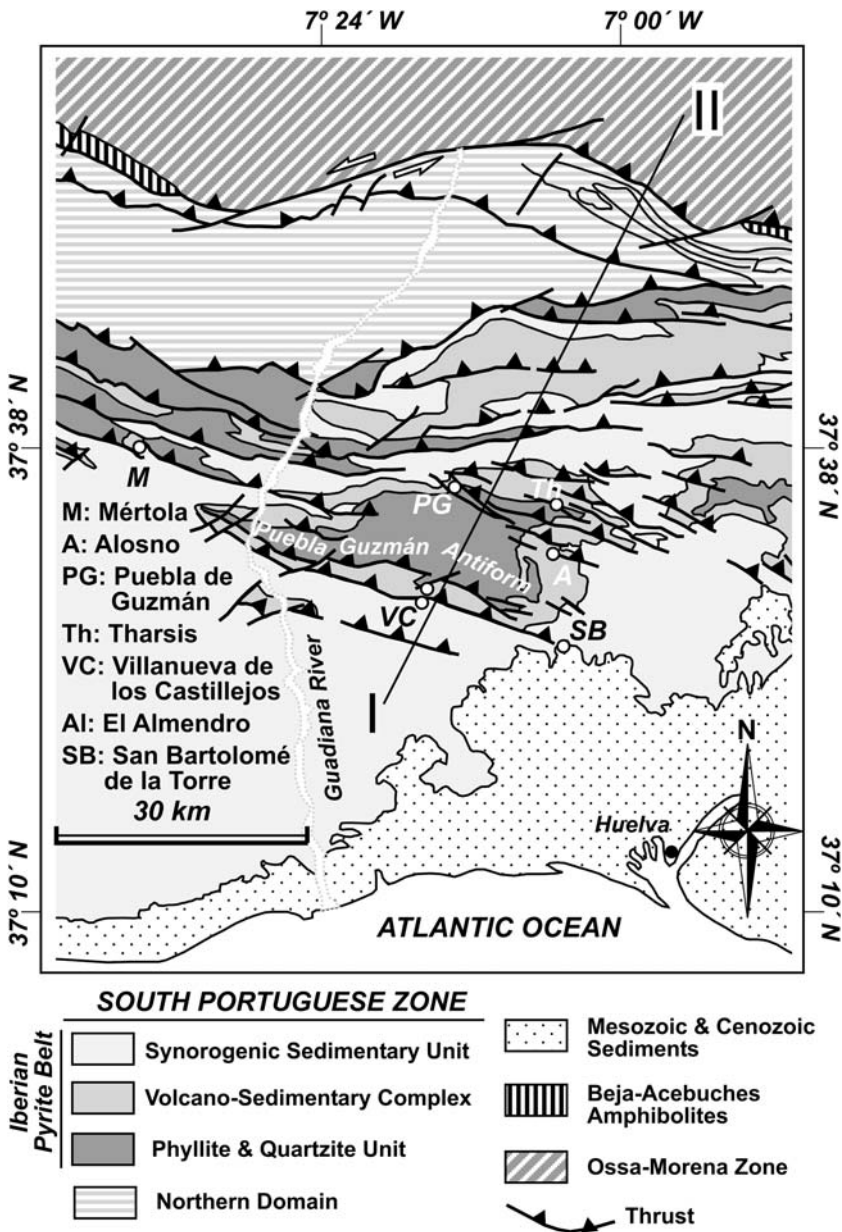 7º 24´ W
7º 00´ W
II
37º 38´ N
37º 38´ N
M
PG
Th
Puebla Guzmán Antiform
A
VC
SB
I
M: Mértola
A: Alosno
PG: Puebla de
Guzmán
Th: Tharsis
VC: Villanueva de
los Castillejos
Al: El Almendro
SB: San Bartolomé
de la Torre
30 km
Guadiana River
N
Huelva
37º 10´ N
37º 10´ N
ATLANTIC OCEAN
SOUTH PORTUGUESE ZONE
Iberian
Pyrite Belt
Synorogenic Sedimentary Unit
Volcano-Sedimentary Complex
Phyllite & Quartzite Unit
Northern Domain
Mesozoic & Cenozoic
Sediments
Beja-Acebuches
Amphibolites
Ossa-Morena Zone
Thrust